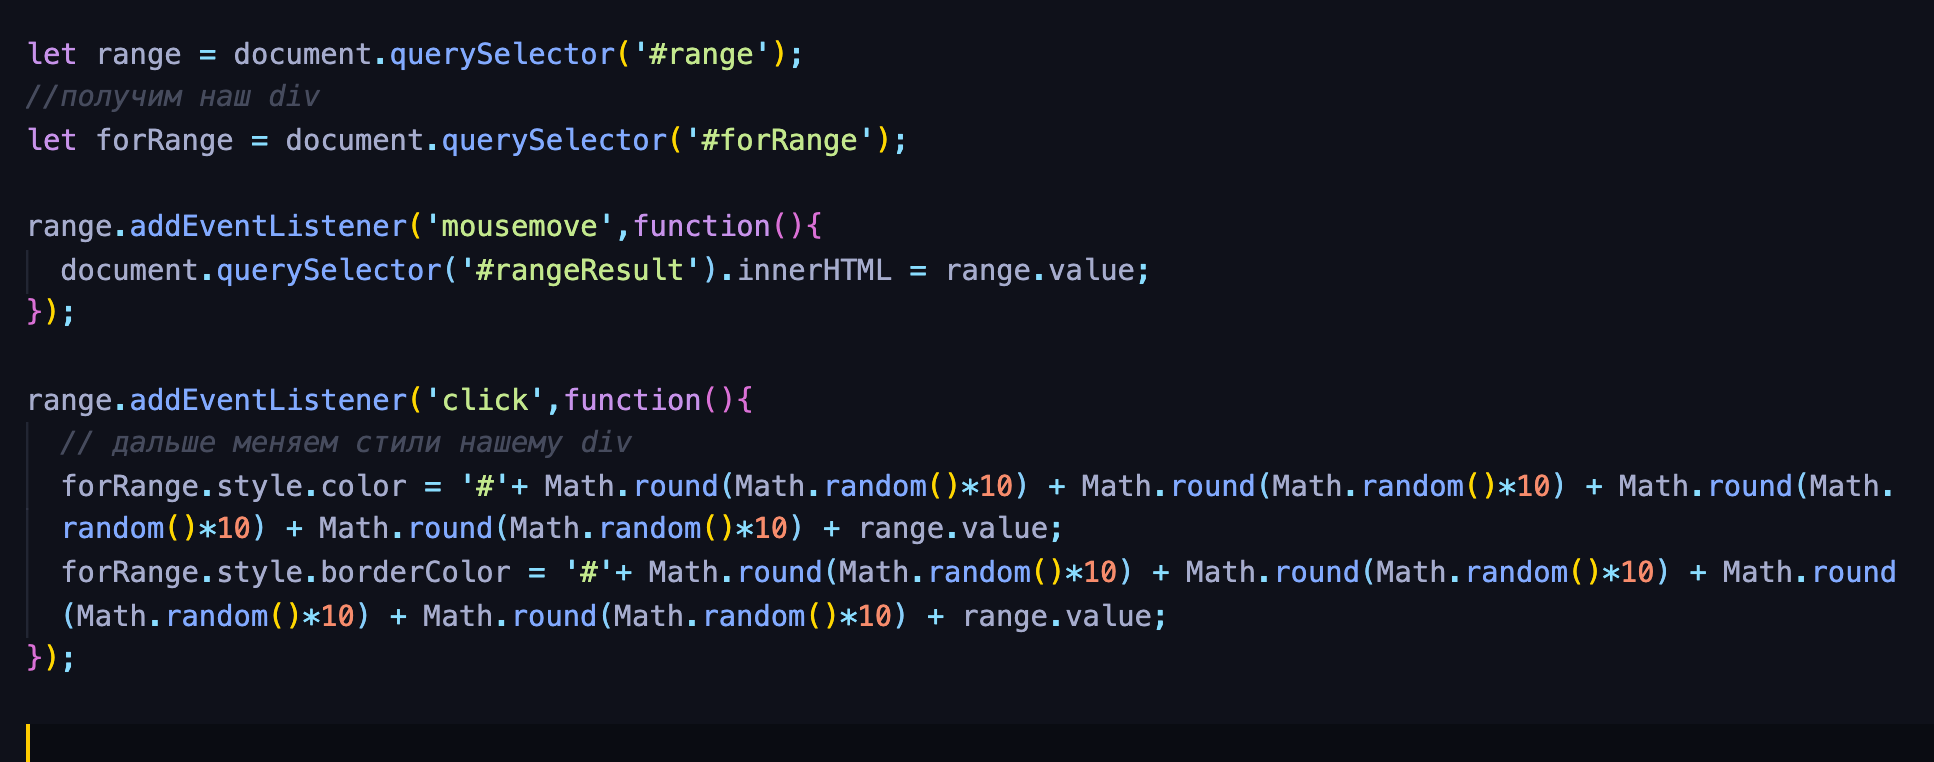 let range = document.querySelector('#range');
//получим наш div
let forRange = document.querySelector('#forRange');
range.addEventListener('mousemove',function(){
document.querySelector('#rangeResult').innerHTML = range.value;
});
range.addEventListener('click',function(){
// дальше меняем стили нашему div
forRange.style.color = '#'+ Math.round(Math.random()*10) + Math.round(Math.random()*10) + Math.round(Math.
random()*10) + Math.round(Math.random()*10) + range.value;
forRange.style.borderColor = '#'+ Math.round(Math.random()*10) + Math.round(Math.random()*10) + Math.round
(Math.random()*10) + Math.round(Math.random()*10) + range.value;
});